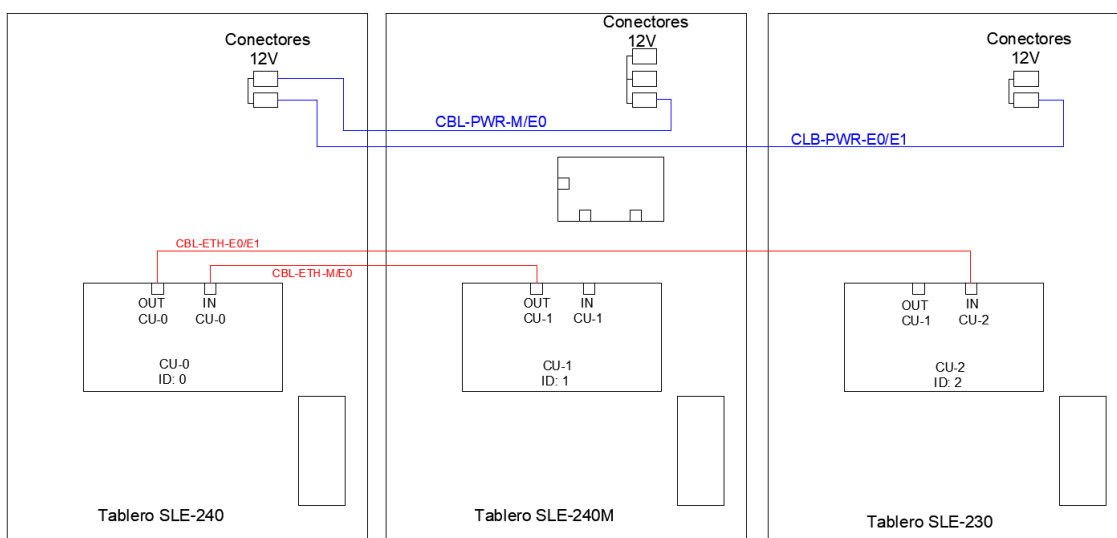 Conectores
12V
Conectores
12V
Conectores
12V
CBL-PWR-M/E0
CLB-PWR-E0/E1
CBL-ETH-E0/E1
CBL-ETH-M/E0
OUT
CU-0
IN
CU-0
CU-0
ID: 0
OUT
CU-1
IN
CU-1
CU-1
ID: 1
OUT
CU-1
IN
CU-2
CU-2
ID: 2
Tablero SLE-240
Tablero SLE-240M
Tablero SLE-230